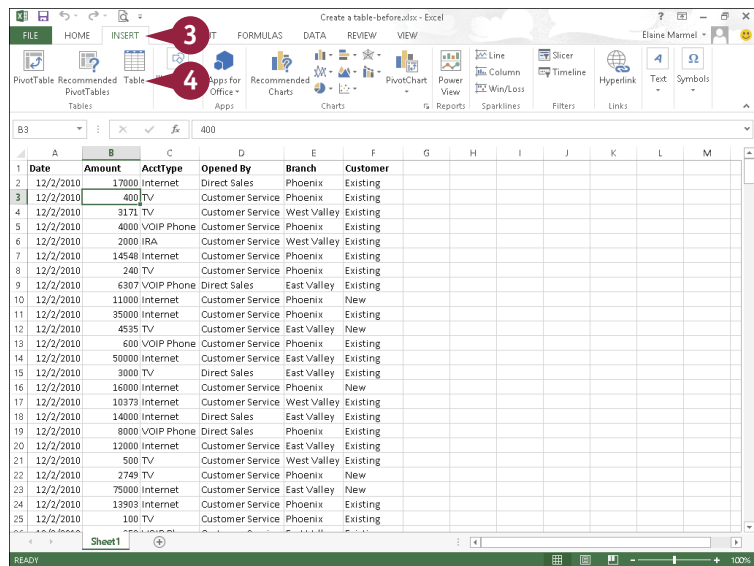 Create a table-before.xlsx - Excel
FILE HOME INSERT 3 UT FORMULAS DATA REVIEW VIEW Elaine Marmel
PivotTable Recommended PivotTables Table 4 Apps for Office Recommended Charts PivotChart Power View Line Column Win/Loss Slicer Timeline Hyperlink Text Symbols
Tables Apps Charts Reports Sparklines Filters Links
B3 fx 400
A B C D E F G H I J K L M
1 Date Amount AcctType Opened By Branch Customer
2 12/2/2010 17000 Internet Direct Sales Phoenix Existing
3 12/2/2010 400 TV Customer Service Phoenix Existing
4 12/2/2010 3171 TV Customer Service West Valley Existing
5 12/2/2010 4000 VOIP Phone Customer Service Phoenix Existing
6 12/2/2010 2000 IRA Customer Service West Valley Existing
7 12/2/2010 14548 Internet Customer Service Phoenix Existing
8 12/2/2010 240 TV Customer Service Phoenix Existing
9 12/2/2010 6307 VOIP Phone Direct Sales East Valley Existing
10 12/2/2010 11000 Internet Customer Service Phoenix New
11 12/2/2010 35000 Internet Customer Service Phoenix Existing
12 12/2/2010 4535 TV Customer Service East Valley New
13 12/2/2010 600 VOIP Phone Customer Service Phoenix Existing
14 12/2/2010 50000 Internet Customer Service East Valley Existing
15 12/2/2010 3000 TV Direct Sales East Valley Existing
16 12/2/2010 16000 Internet Customer Service Phoenix New
17 12/2/2010 10373 Internet Customer Service West Valley Existing
18 12/2/2010 14000 Internet Direct Sales East Valley Existing
19 12/2/2010 8000 VOIP Phone Direct Sales Phoenix Existing
20 12/2/2010 12000 Internet Customer Service East Valley Existing
21 12/2/2010 500 TV Customer Service West Valley Existing
22 12/2/2010 2749 TV Customer Service Phoenix New
23 12/2/2010 75000 Internet Customer Service East Valley New
24 12/2/2010 13903 Internet Customer Service Phoenix Existing
25 12/2/2010 100 TV Customer Service Phoenix Existing
Sheet1
READY 100%